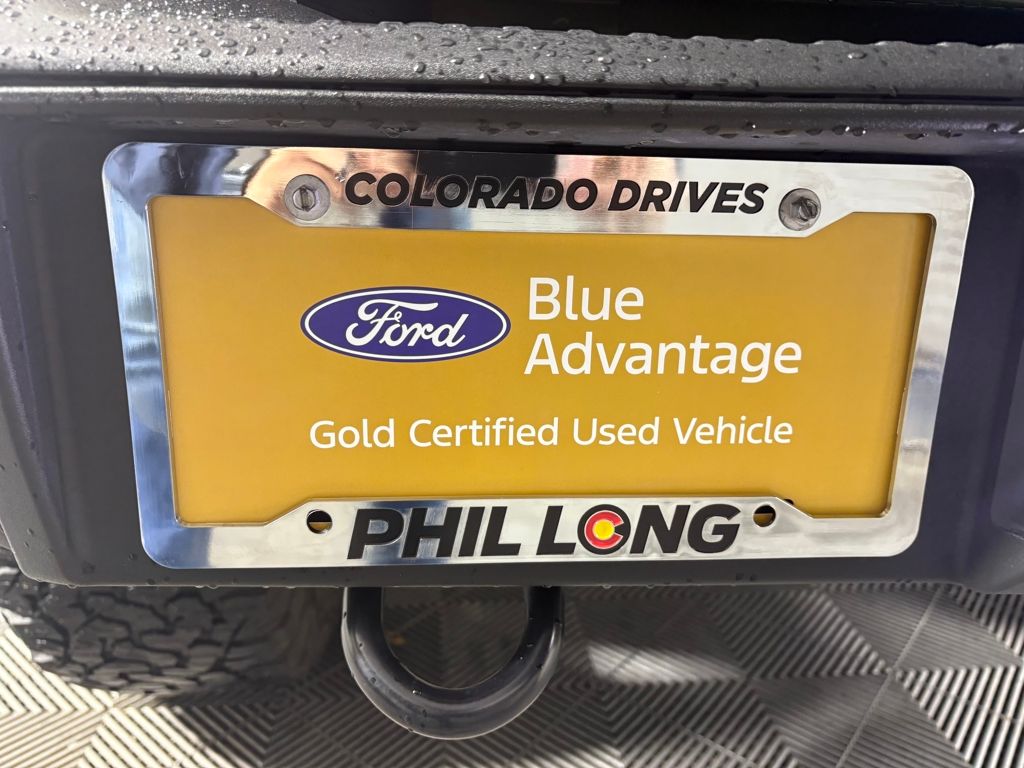 COLORADO DRIVES
Ford
Blue
Advantage
Gold Certified Used Vehicle
PHIL LONG